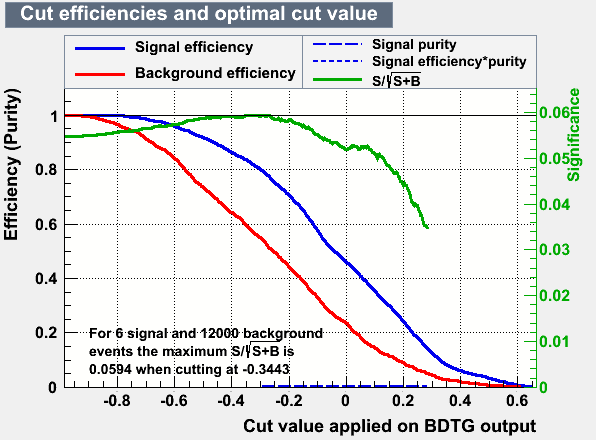 Cut efficiencies and optimal cut value
Signal efficiency
Background efficiency
Signal purity
Signal efficiency*purity
S/√S+B
Efficiency (Purity)
1
0.8
0.6
0.4
0.2
0
Significance
0.06
0.05
0.04
0.03
0.02
0.01
0
For 6 signal and 12000 background
events the maximum S/√S+B is
0.0594 when cutting at -0.3443
-0.8 -0.6 -0.4 -0.2 0 0.2 0.4 0.6
Cut value applied on BDTG output